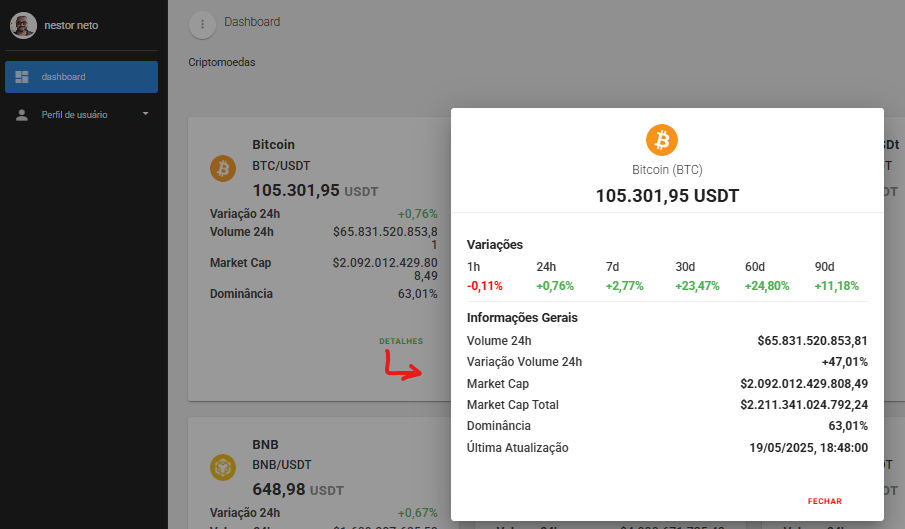 nestor neto
dashboard
Perfil de usuário
Dashboard
Criptomoedas
Bitcoin
BTC/USDT
105.301,95 USDT
Variação 24h +0,76%
Volume 24h $65.831.520.853,8
1
Market Cap $2.092.012.429.80
8,49
Dominância 63,01%
DETALHES
BNB
BNB/USDT
648,98 USDT
Variação 24h +0,67%
Bitcoin (BTC)
105.301,95 USDT
Variações
1h 24h 7d 30d 60d 90d
-0,11% +0,76% +2,77% +23,47% +24,80% +11,18%
Informações Gerais
Volume 24h $65.831.520.853,81
Variação Volume 24h +47,01%
Market Cap $2.092.012.429.808,49
Market Cap Total $2.211.341.024.792,24
Dominância 63,01%
Última Atualização 19/05/2025, 18:48:00
FECHAR